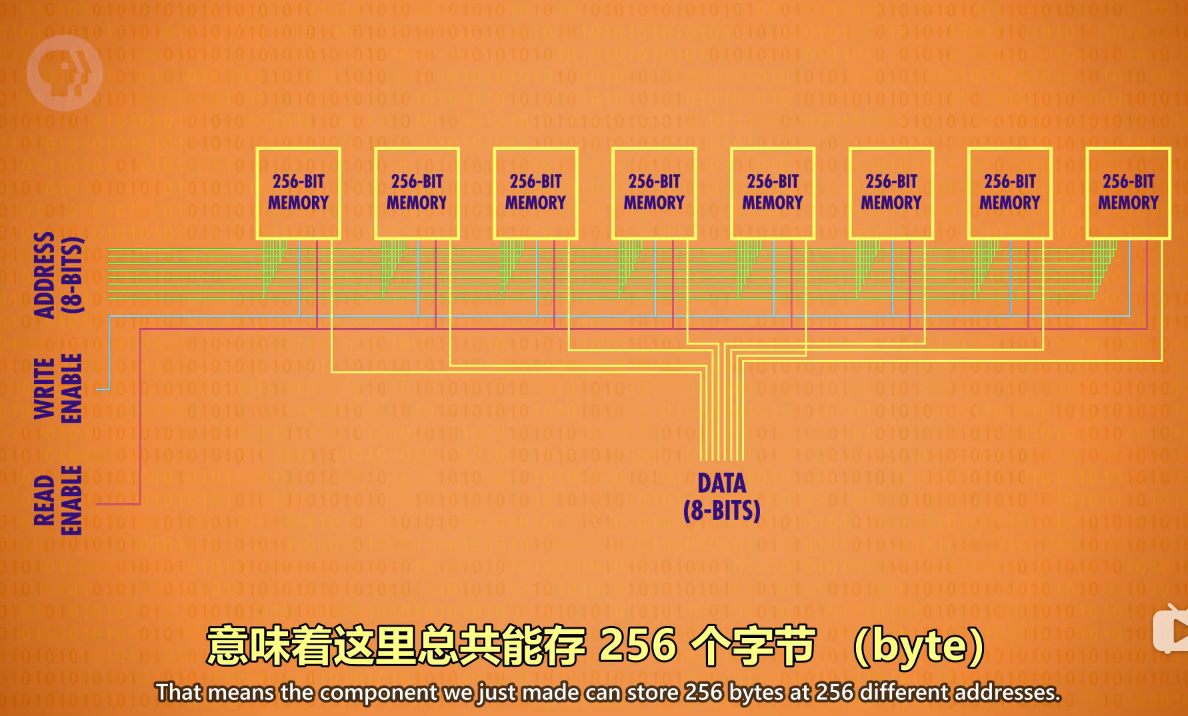 256-BIT
MEMORY
256-BIT
MEMORY
256-BIT
MEMORY
256-BIT
MEMORY
256-BIT
MEMORY
256-BIT
MEMORY
256-BIT
MEMORY
256-BIT
MEMORY
ADDRESS
(8-BITS)
WRITE
ENABLE
READ
ENABLE
DATA
(8-BITS)
意味着这里总共能存 256 个字节 （byte）
That means the component we just made can store 256 bytes at 256 different addresses.